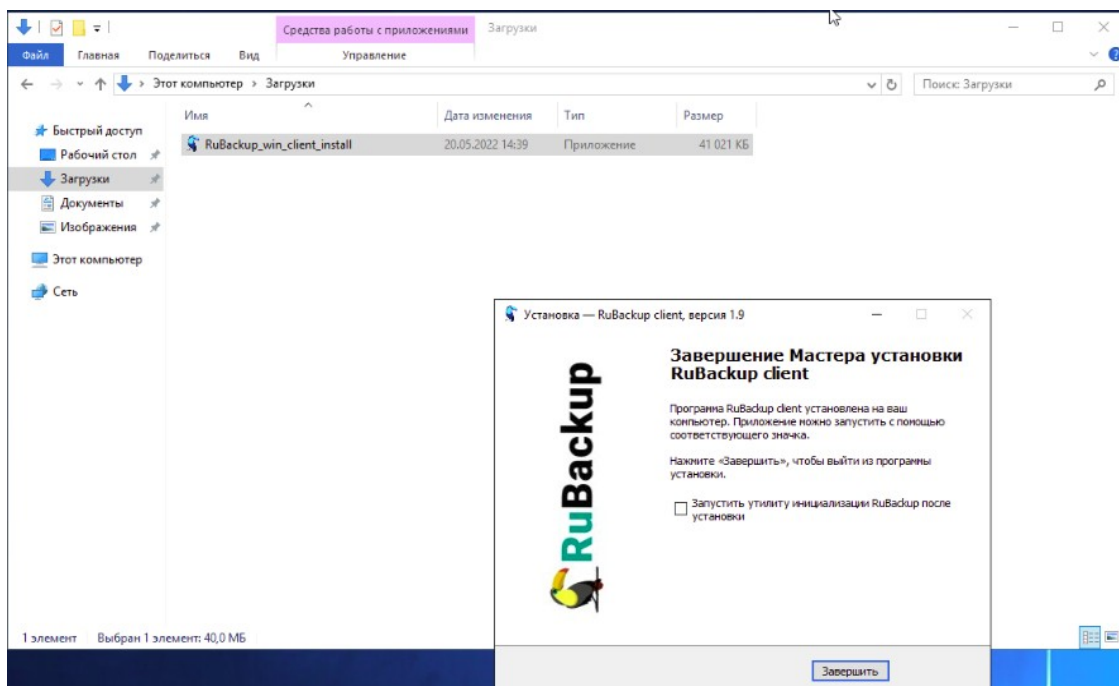 Средства работы с приложениями
Загрузки
Файл Главная Поделиться Вид Управление
Этот компьютер > Загрузки
Поиск: Загрузки
Имя Дата изменения Тип Размер
RuBackup_win_client_install 20.05.2022 14:39 Приложение 41 021 КБ
Быстрый доступ
Рабочий стол
Загрузки
Документы
Изображения
Этот компьютер
Сеть
Установка — RuBackup client, версия 1.9
RuBackup
Завершение Мастера установки
RuBackup client
Программа RuBackup client установлена на ваш
компьютер. Приложение можно запустить с помощью
соответствующего значка.
Нажмите «Завершить», чтобы выйти из программы
установки.
Запустить утилиту инициализации RuBackup после
установки
Завершить
1 элемент Выбран 1 элемент: 40,0 МБ